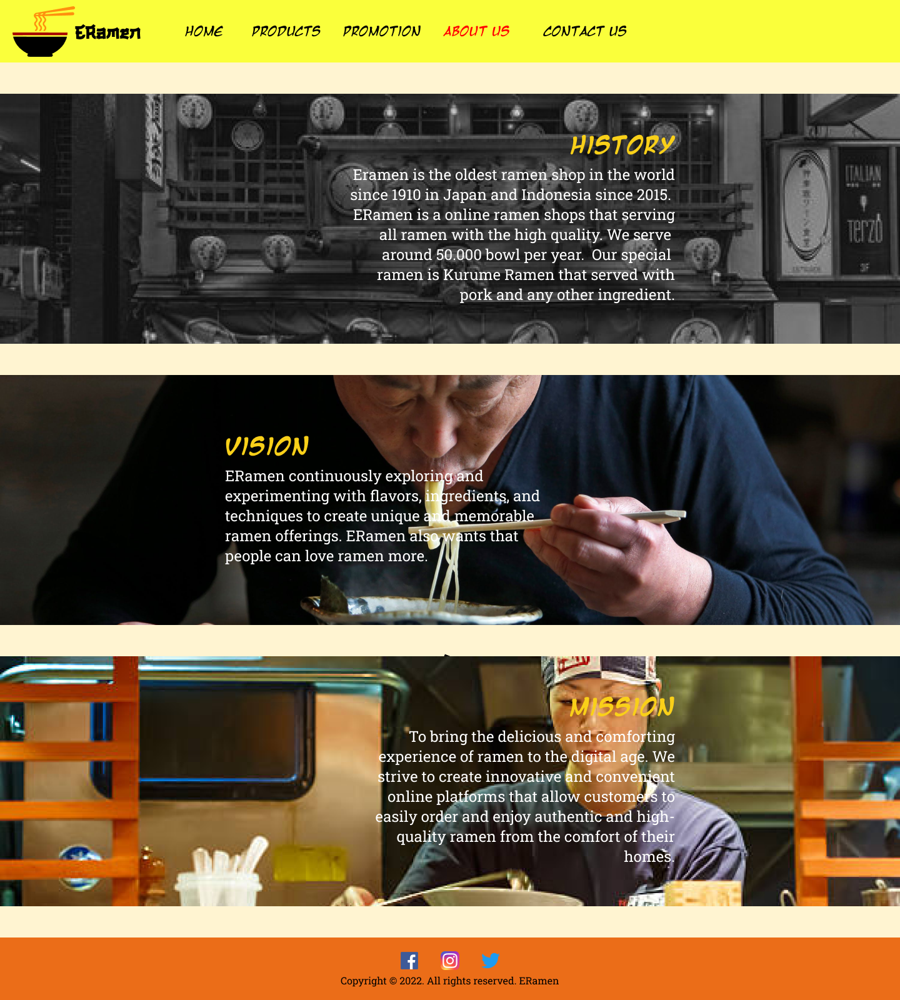 ERamen
HOME PRODUCTS PROMOTION ABOUT US CONTACT US
HISTORY
Eramen is the oldest ramen shop in the world
since 1910 in Japan and Indonesia since 2015.
ERamen is a online ramen shops that serving
all ramen with the high quality. We serve
around 50.000 bowl per year. Our special
ramen is Kurume Ramen that served with
pork and any other ingredient.
ITALIAN
terzo
3F
VISION
ERamen continuously exploring and
experimenting with flavors, ingredients, and
techniques to create unique and memorable
ramen offerings. ERamen also wants that
people can love ramen more.
MISSION
To bring the delicious and comforting
experience of ramen to the digital age. We
strive to create innovative and convenient
online platforms that allow customers to
easily order and enjoy authentic and high-
quality ramen from the comfort of their
homes.
Copyright © 2022. All rights reserved. ERamen